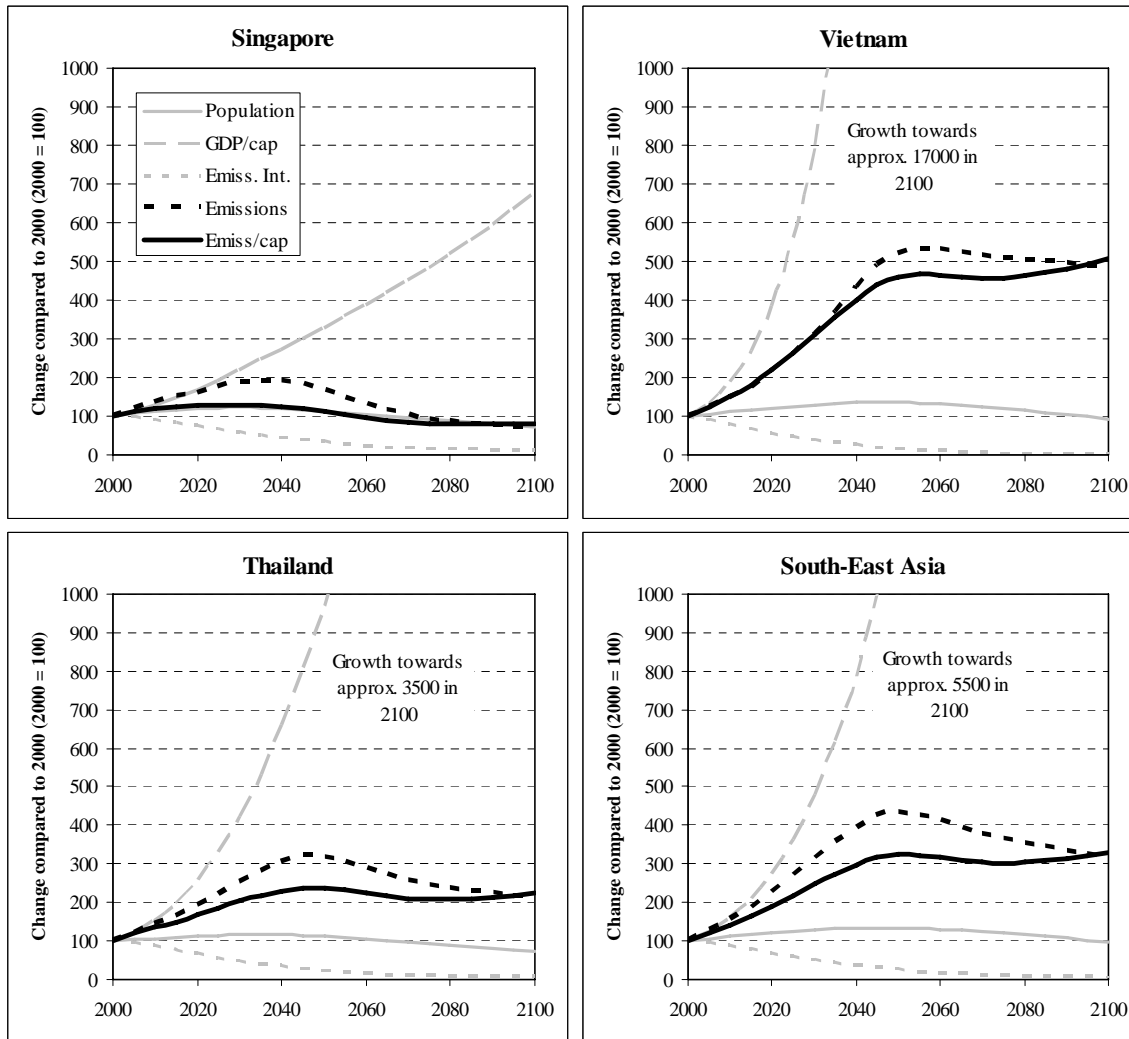 Singapore
Change compared to 2000 (2000 = 100)
1000
900
800
700
600
500
400
300
200
100
0
Population
GDP/cap
Emiss. Int.
Emissions
Emiss/cap
2000 2020 2040 2060 2080 2100
Vietnam
Change compared to 2000 (2000 = 100)
1000
900
800
700
600
500
400
300
200
100
0
Growth towards
approx. 17000 in
2100
2000 2020 2040 2060 2080 2100
Thailand
Change compared to 2000 (2000 = 100)
1000
900
800
700
600
500
400
300
200
100
0
Growth towards
approx. 3500 in
2100
2000 2020 2040 2060 2080 2100
South-East Asia
Change compared to 2000 (2000 = 100)
1000
900
800
700
600
500
400
300
200
100
0
Growth towards
approx. 5500 in
2100
2000 2020 2040 2060 2080 2100